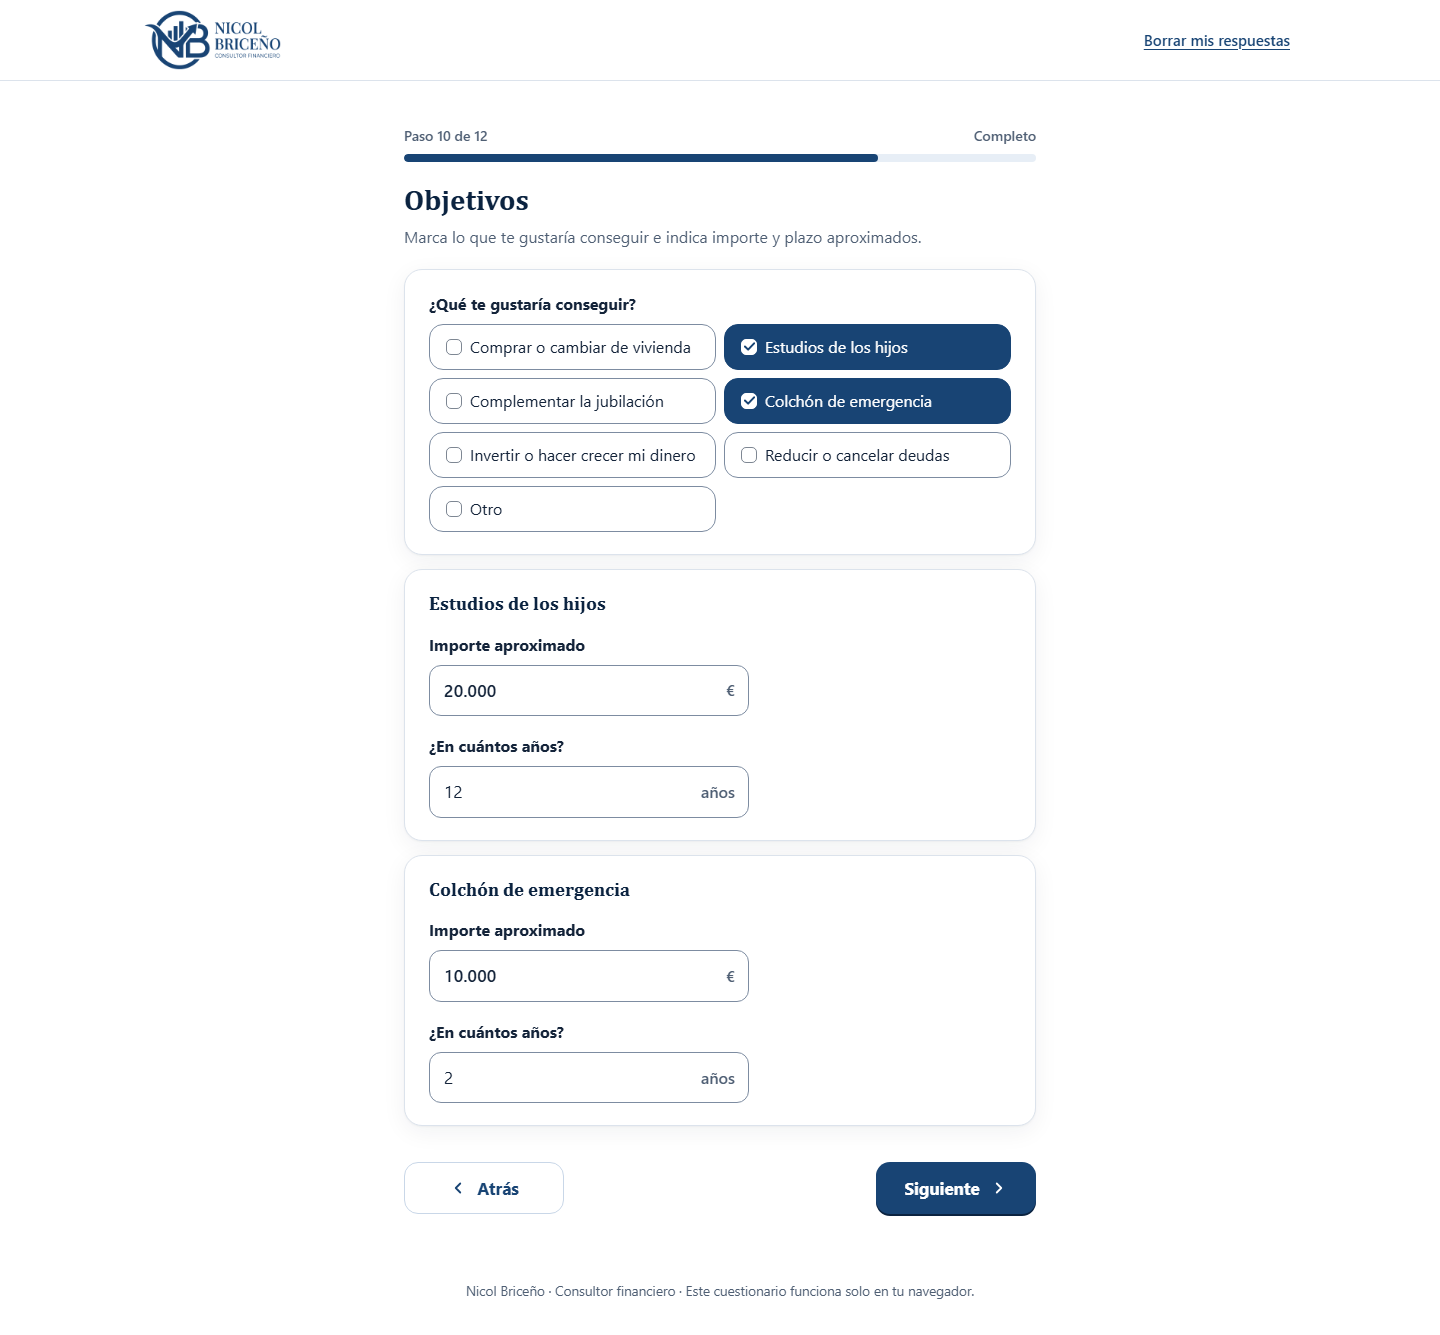 NICOL
BRICEÑO
CONSULTOR FINANCIERO
Borrar mis respuestas
Paso 10 de 12
Completo
Objetivos
Marca lo que te gustaría conseguir e indica importe y plazo aproximados.
¿Qué te gustaría conseguir?
Comprar o cambiar de vivienda
Estudios de los hijos
Complementar la jubilación
Colchón de emergencia
Invertir o hacer crecer mi dinero
Reducir o cancelar deudas
Otro
Estudios de los hijos
Importe aproximado
20.000 €
¿En cuántos años?
12 años
Colchón de emergencia
Importe aproximado
10.000 €
¿En cuántos años?
2 años
Atrás
Siguiente
Nicol Briceño · Consultor financiero · Este cuestionario funciona solo en tu navegador.